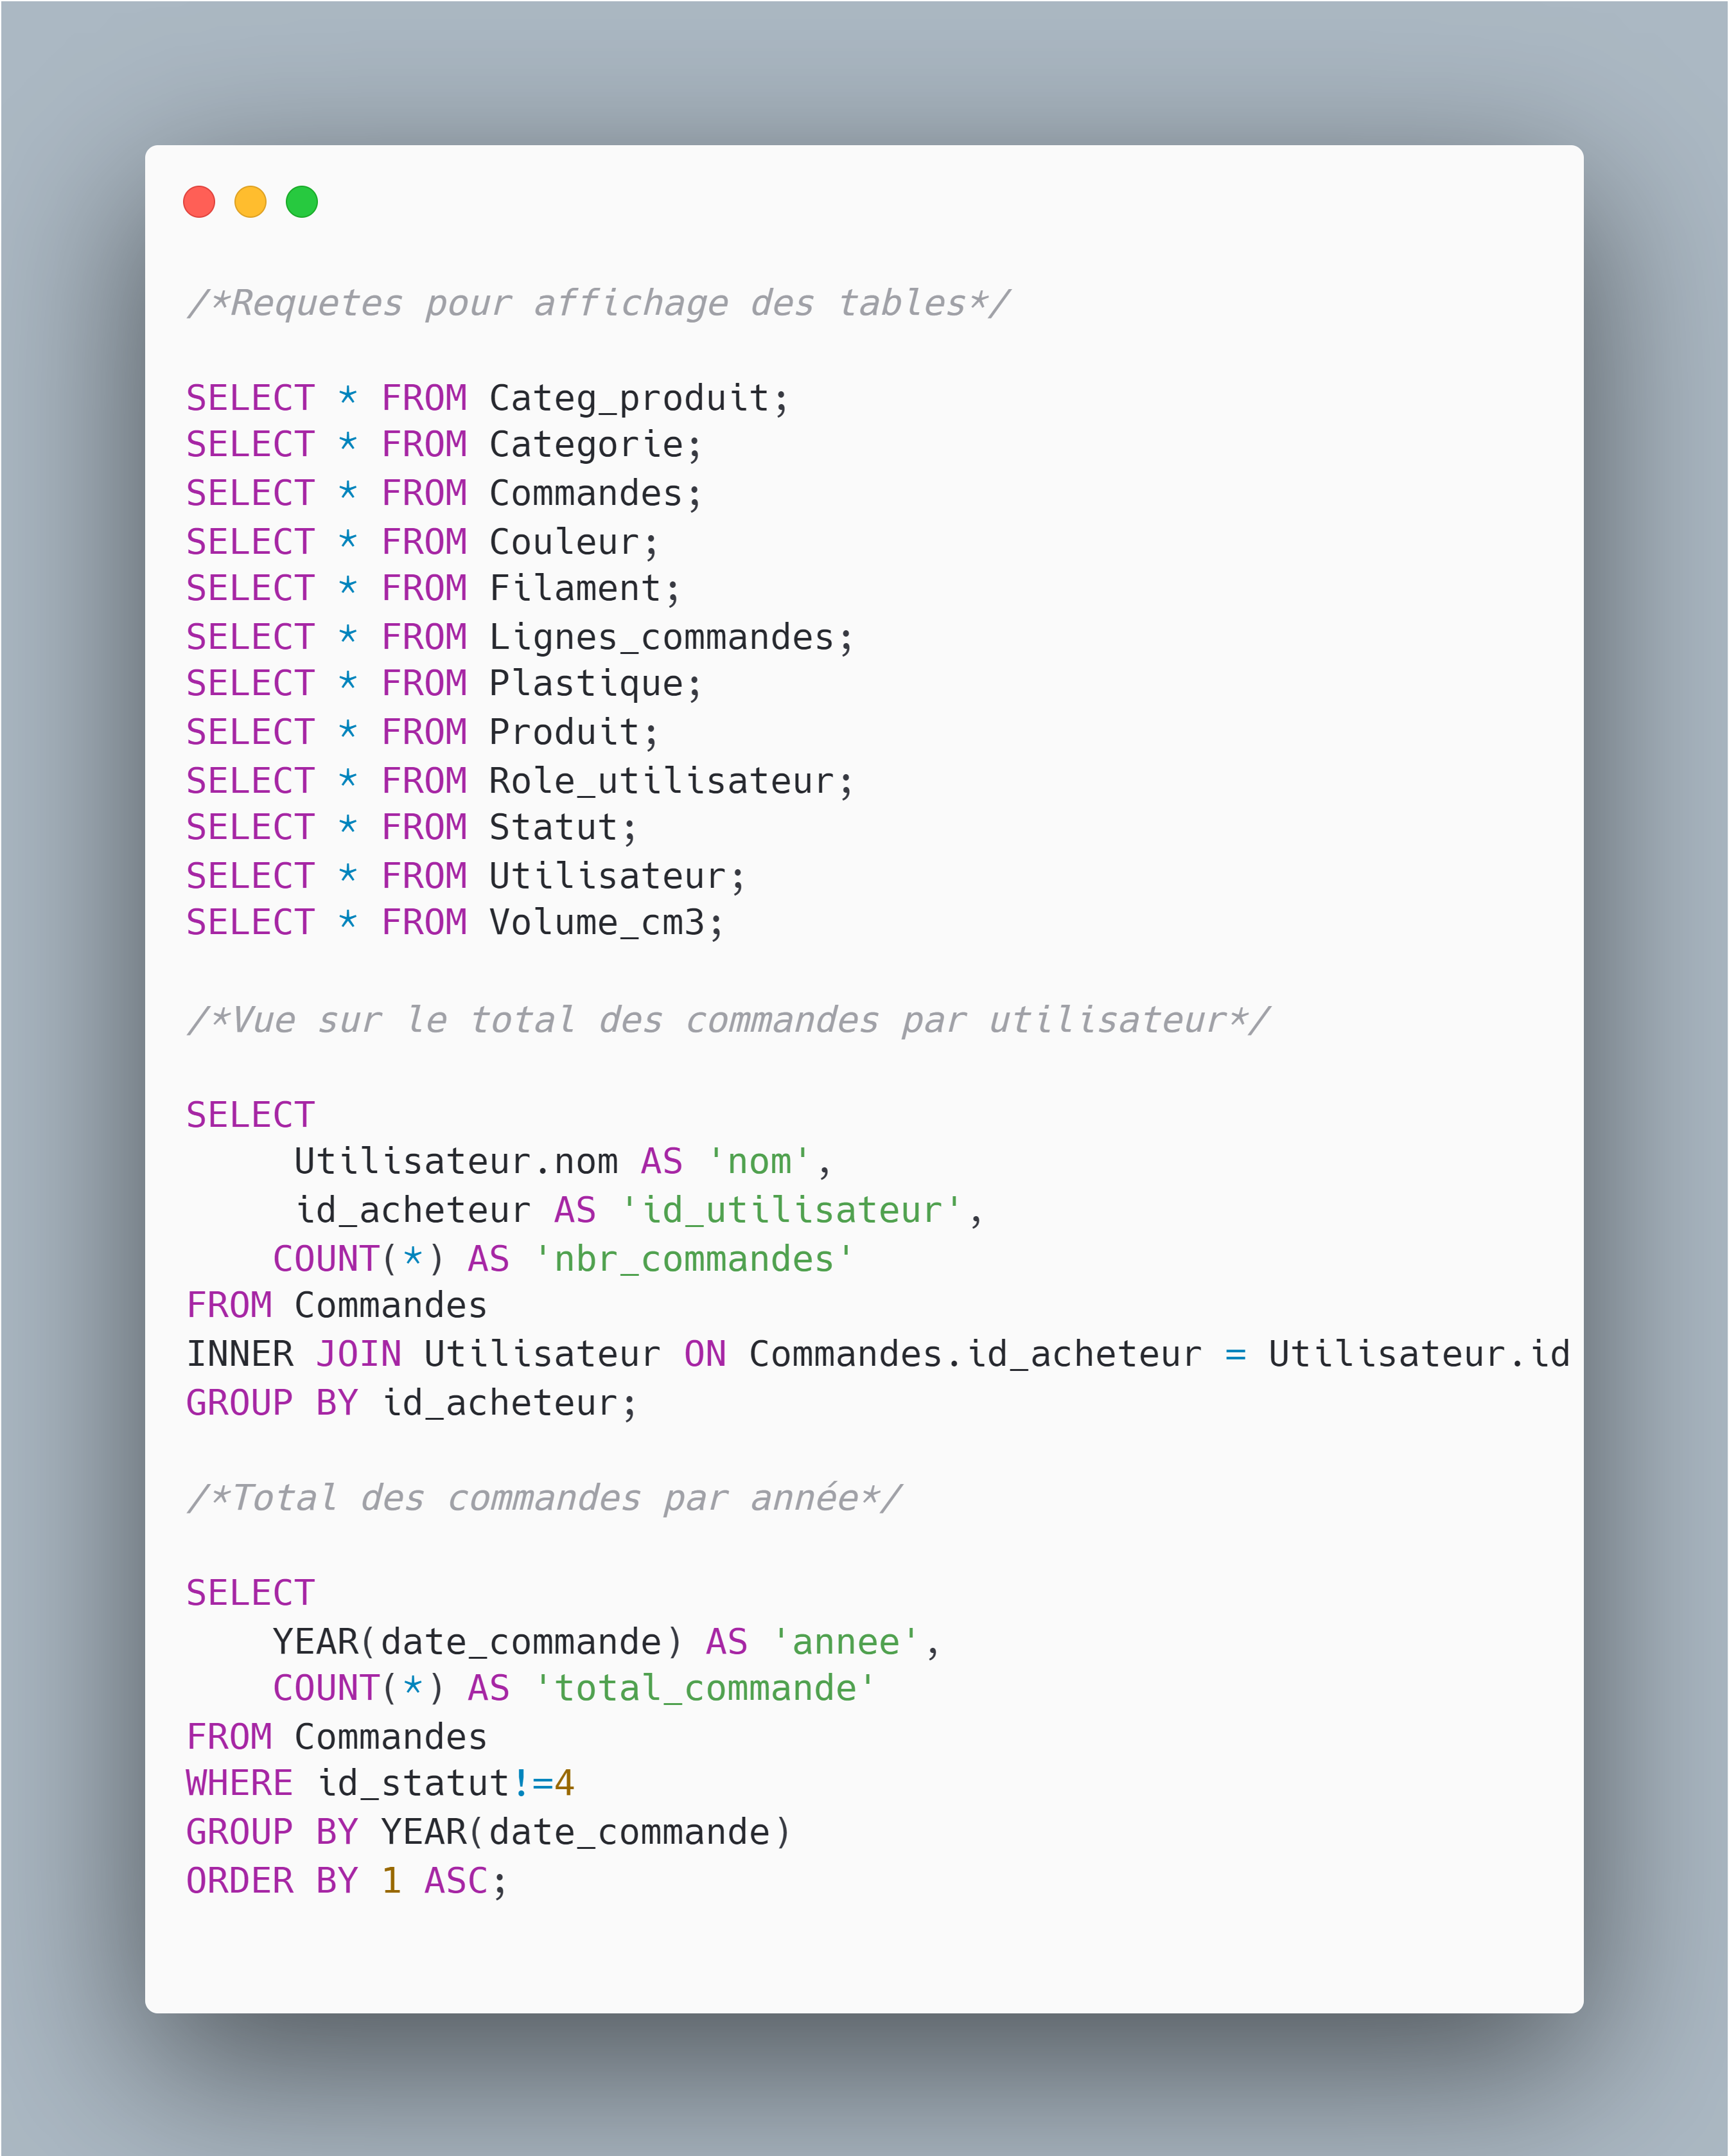 /*Requetes pour affichage des tables*/
SELECT * FROM Categ_produit;
SELECT * FROM Categorie;
SELECT * FROM Commandes;
SELECT * FROM Couleur;
SELECT * FROM Filament;
SELECT * FROM Lignes_commandes;
SELECT * FROM Plastique;
SELECT * FROM Produit;
SELECT * FROM Role_utilisateur;
SELECT * FROM Statut;
SELECT * FROM Utilisateur;
SELECT * FROM Volume_cm3;
/*Vue sur le total des commandes par utilisateur*/
SELECT
Utilisateur.nom AS 'nom',
id_acheteur AS 'id_utilisateur',
COUNT(*) AS 'nbr_commandes'
FROM Commandes
INNER JOIN Utilisateur ON Commandes.id_acheteur = Utilisateur.id
GROUP BY id_acheteur;
/*Total des commandes par année*/
SELECT
YEAR(date_commande) AS 'annee',
COUNT(*) AS 'total_commande'
FROM Commandes
WHERE id_statut!=4
GROUP BY YEAR(date_commande)
ORDER BY 1 ASC;